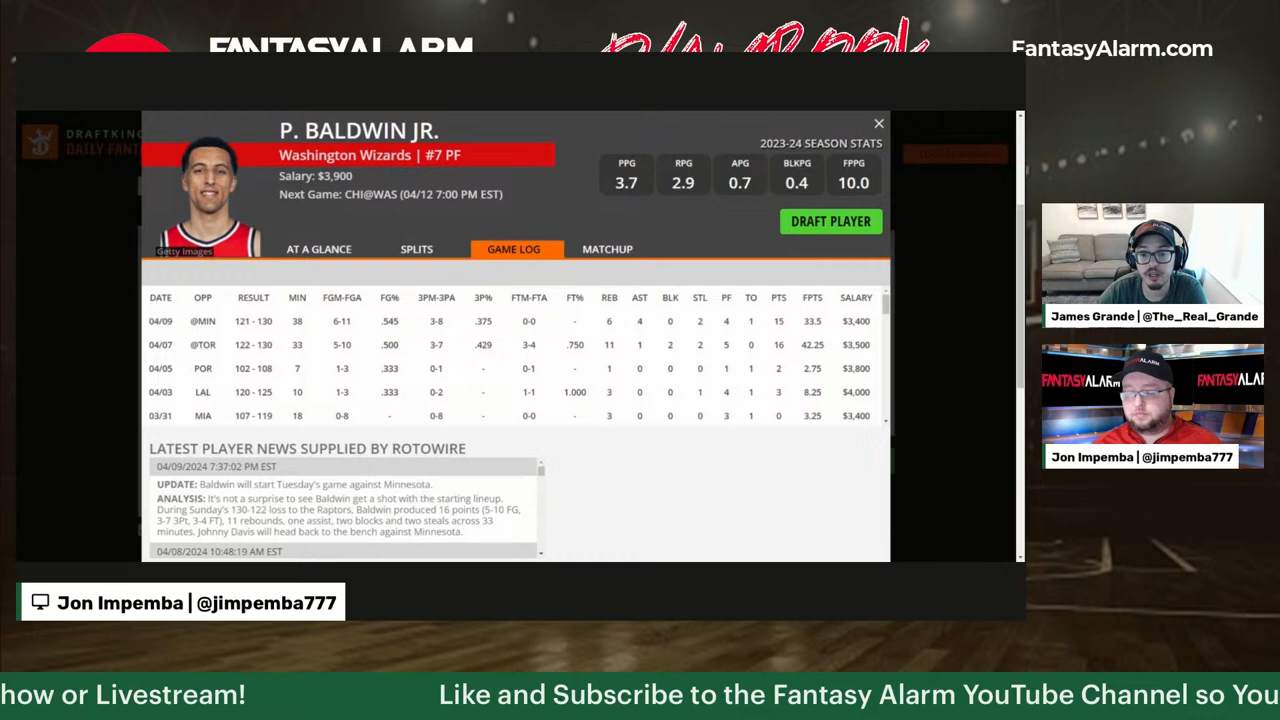 FANTASYALARM
FantasyAlarm.com
DRAFTKIN
DAILY FANT
P. BALDWIN JR.
Washington Wizards | #7 PF
Salary: $3,900
Next Game: CHI@WAS (04/12 7:00 PM EST)
2023-24 SEASON STATS
PPG RPG APG BLKPG FPPG
3.7 2.9 0.7 0.4 10.0
DRAFT PLAYER
Getty Images
AT A GLANCE SPLITS GAME LOG MATCHUP
DATE OPP RESULT MIN FGM-FGA FG% 3PM-3PA 3P% FTM-FTA FT% REB AST BLK STL PF TO PTS FPTS SALARY
04/09 @MIN 121 - 130 38 6-11 .545 3-8 .375 0-0 - 6 4 0 2 4 1 15 33.5 $3,400
04/07 @TOR 122 - 130 33 5-10 .500 3-7 .429 3-4 .750 11 1 2 2 5 0 16 42.25 $3,500
04/05 POR 102 - 108 7 1-3 .333 0-1 - 0-1 - 1 0 0 0 1 1 2 2.75 $3,800
04/03 LAL 120 - 125 10 1-3 .333 0-2 - 1-1 1.000 3 0 0 1 4 1 3 8.25 $4,000
03/31 MIA 107 - 119 18 0-8 - 0-8 - 0-0 - 3 0 0 0 3 1 0 3.25 $3,400
LATEST PLAYER NEWS SUPPLIED BY ROTOWIRE
04/09/2024 7:37:02 PM EST
UPDATE: Baldwin will start Tuesday's game against Minnesota.
ANALYSIS: It's not a surprise to see Baldwin get a shot with the starting lineup.
During Sunday's 130-122 loss to the Raptors, Baldwin produced 16 points (5-10 FG,
3-7 3Pt, 3-4 FT), 11 rebounds, one assist, two blocks and two steals across 33
minutes. Johnny Davis will head back to the bench against Minnesota.
04/08/2024 10:48:19 AM EST
James Grande | @The_Real_Grande
Jon Impemba | @jimpemba777
Jon Impemba | @jimpemba777
how or Livestream! Like and Subscribe to the Fantasy Alarm YouTube Channel so You